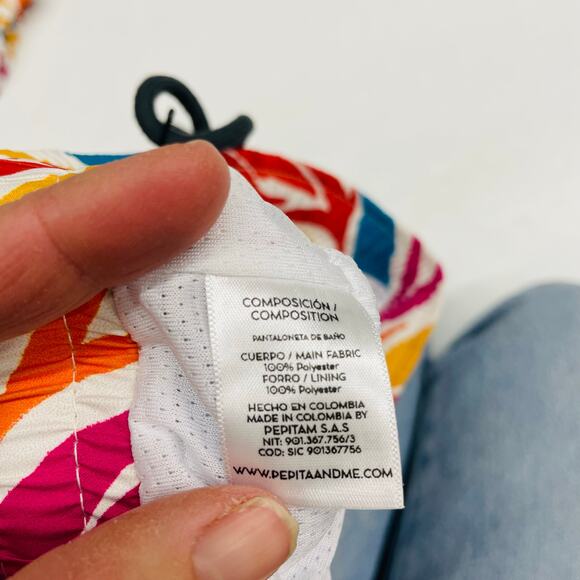 COMPOSICIÓN /
COMPOSITION
PANTALONETA DE BAÑO
CUERPO / MAIN FABRIC
100% Polyester
FORRO / LINING
100% Polyester
HECHO EN COLOMBIA
MADE IN COLOMBIA BY
PEPITAM S.A.S
NIT: 901.367.756/3
COD: SIC 901367756
WWW.PEPITAANDME.COM